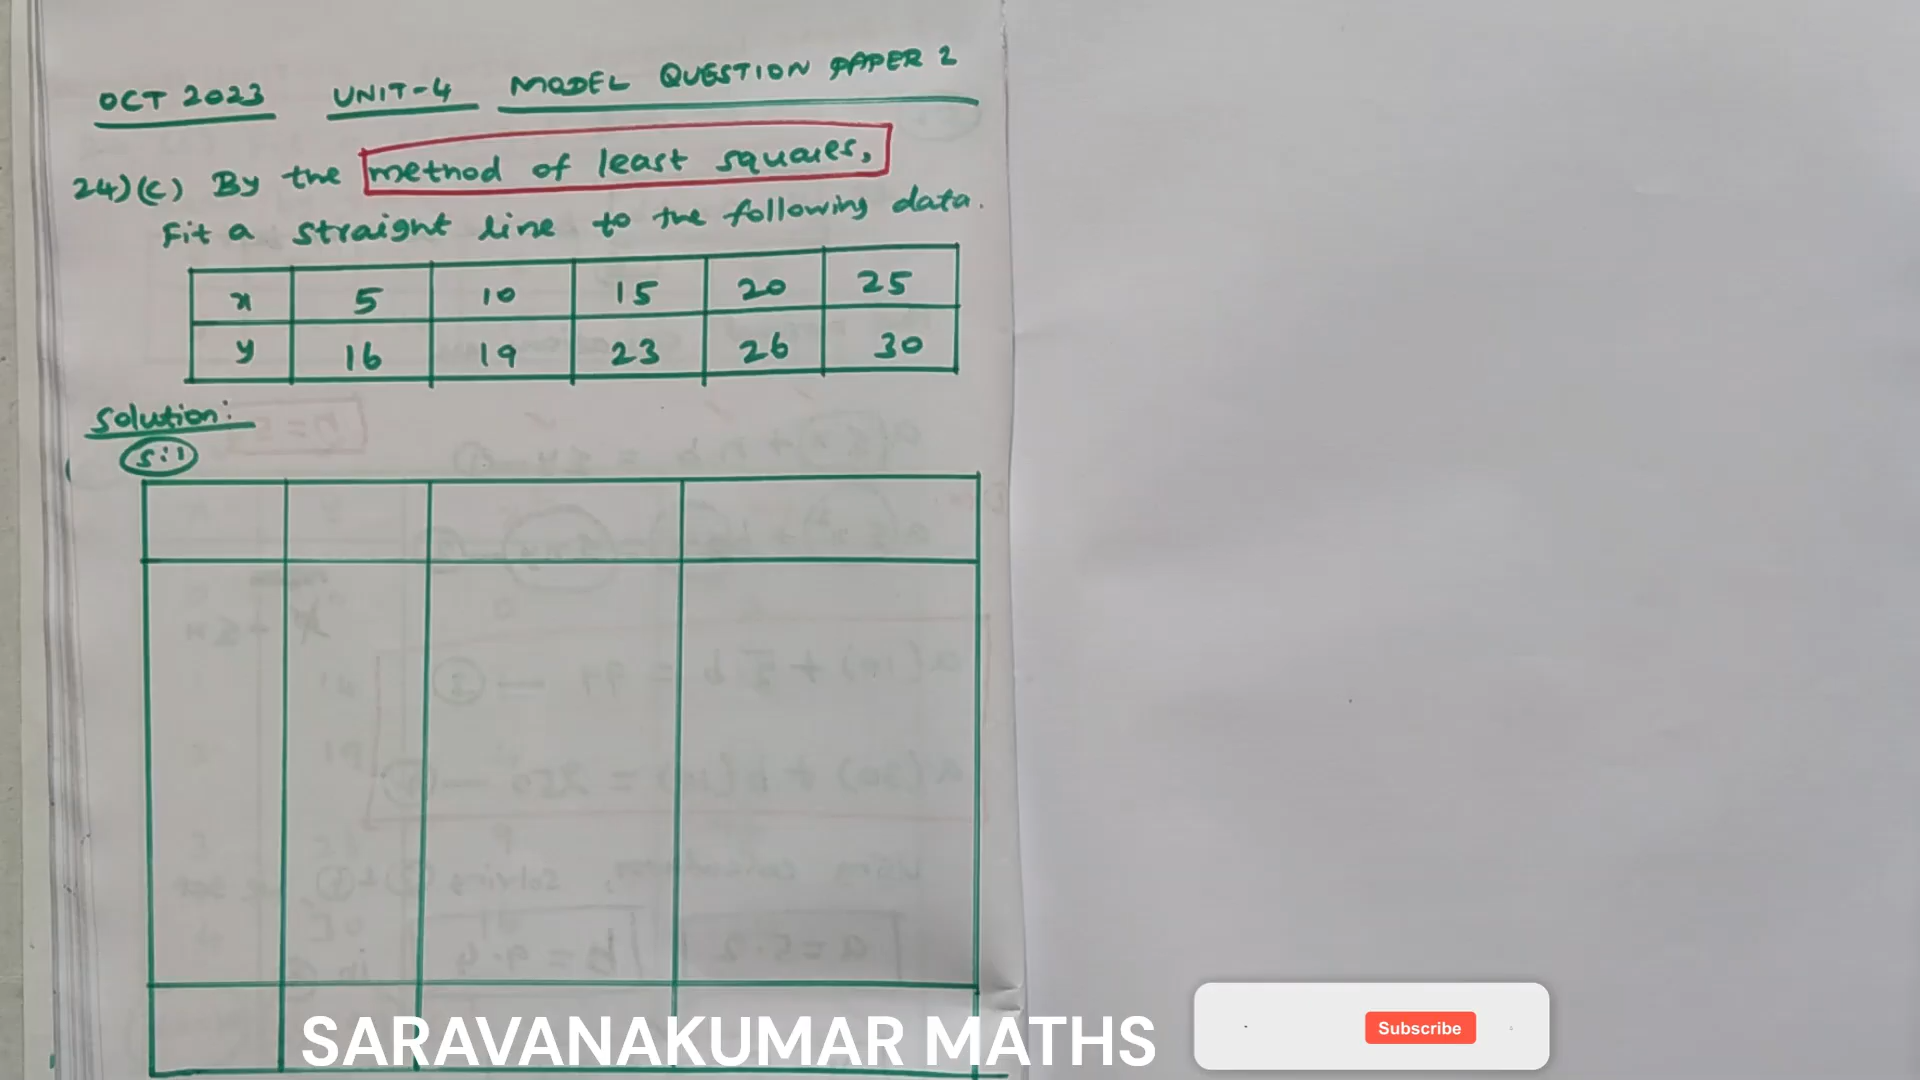 OCT 2023 UNIT-4 MODEL QUESTION PAPER 2
24)(c) By the method of least squares,
Fit a straight line to the following data.
x 5 10 15 20 25
y 16 19 23 26 30
Solution:
S:1
SARAVANAKUMAR MATHS
Subscribe